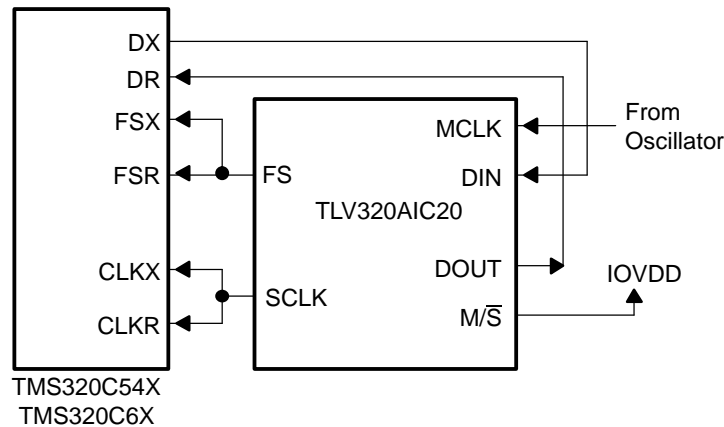 DX
DR
FSX
FSR
CLKX
CLKR
TMS320C54X
TMS320C6X
FS
SCLK
TLV320AIC20
MCLK
DIN
DOUT
M/S̅
From
Oscillator
IOVDD